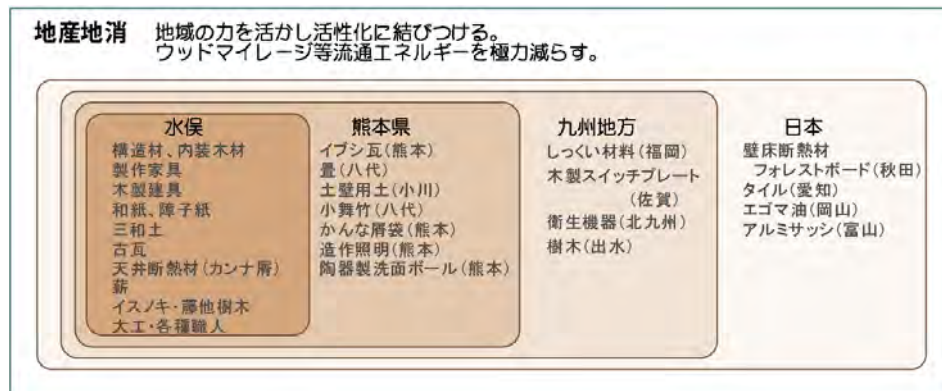 地産地消 地域の力を活かし活性化に結びつける。
ウッドマイレージ等流通エネルギーを極力減らす。
水俣
構造材、内装木材
製作家具
木製建具
和紙、障子紙
三和土
古瓦
天井断熱材(カンナ屑)
薪
イスノキ・藤他樹木
大工・各種職人
熊本県
イブシ瓦(熊本)
畳(八代)
土壁用土(小川)
小舞竹(八代)
かんな屑袋(熊本)
造作照明(熊本)
陶器製洗面ボール(熊本)
九州地方
しっくい材料(福岡)
木製スイッチプレート
(佐賀)
衛生機器(北九州)
樹木(出水)
日本
壁床断熱材
フォレストボード(秋田)
タイル(愛知)
エゴマ油(岡山)
アルミサッシ(富山)